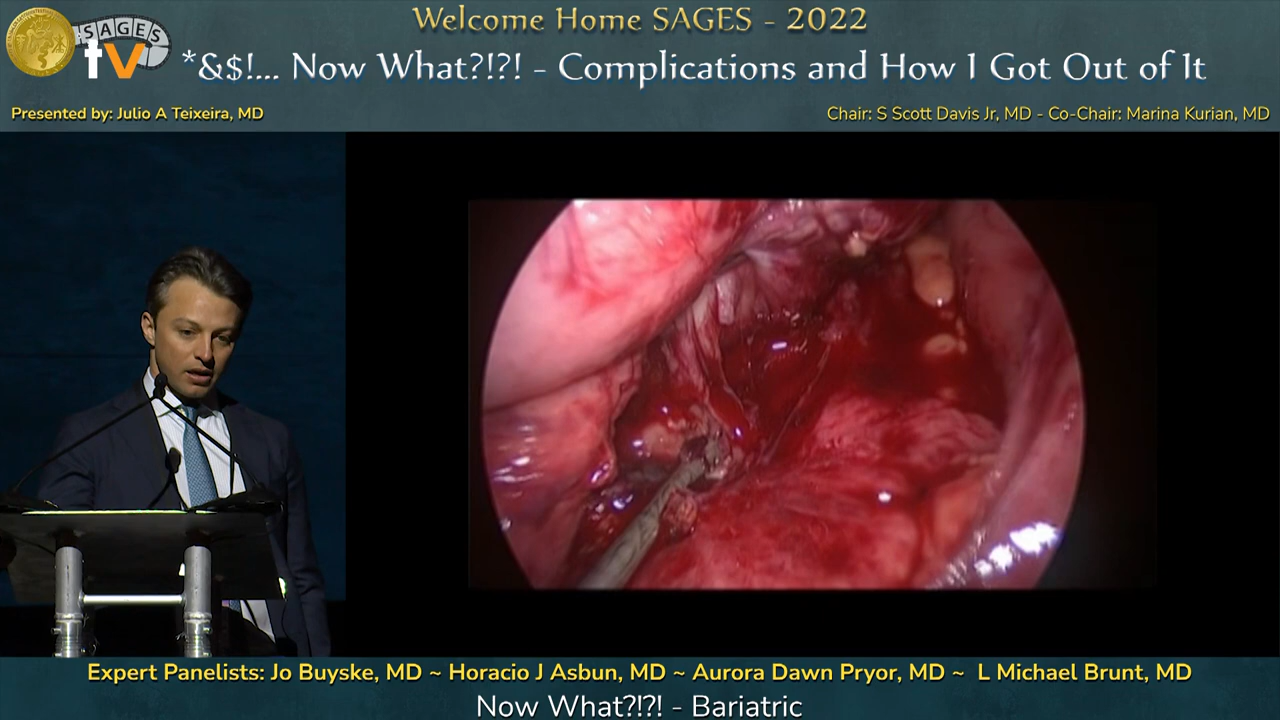 Welcome Home SAGES - 2022
SAGES
tv
*&$!... Now What?!?! - Complications and How I Got Out of It
Presented by: Julio A Teixeira, MD
Chair: S Scott Davis Jr, MD - Co-Chair: Marina Kurian, MD
Expert Panelists: Jo Buyske, MD ~ Horacio J Asbun, MD ~ Aurora Dawn Pryor, MD ~ L Michael Brunt, MD
Now What?!?! - Bariatric